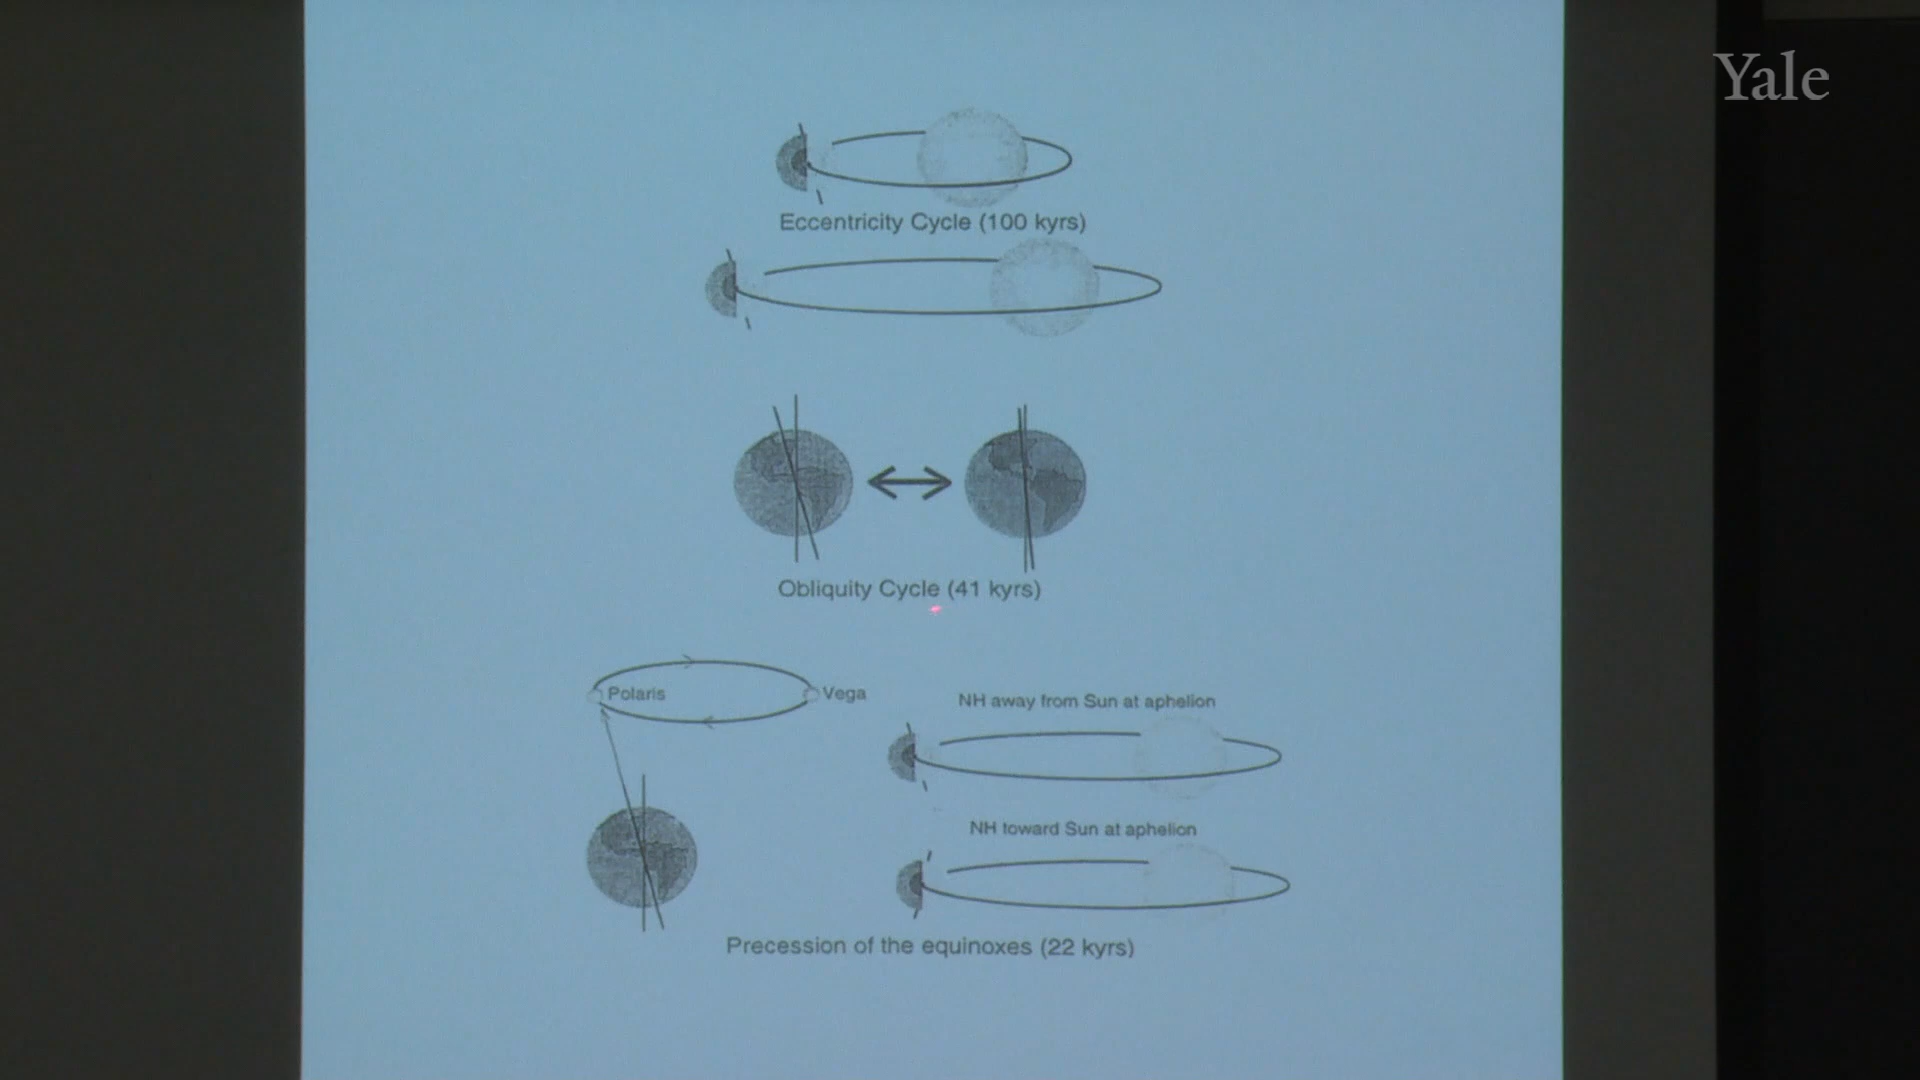 Yale
Eccentricity Cycle (100 kyrs)
Obliquity Cycle (41 kyrs)
Polaris
Vega
NH away from Sun at aphelion
NH toward Sun at aphelion
Precession of the equinoxes (22 kyrs)